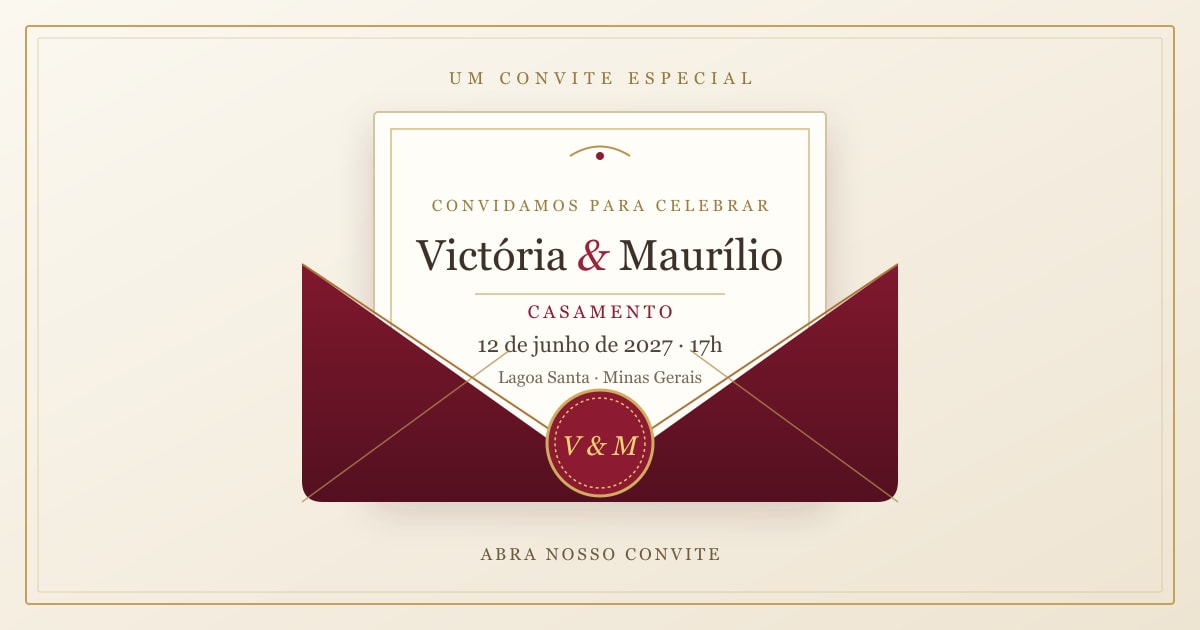 UM CONVITE ESPECIAL
CONVIDAMOS PARA CELEBRAR
Victória & Maurílio
CASAMENTO
12 de junho de 2027 · 17h
Lagoa Santa · Minas Gerais
V & M
ABRA NOSSO CONVITE